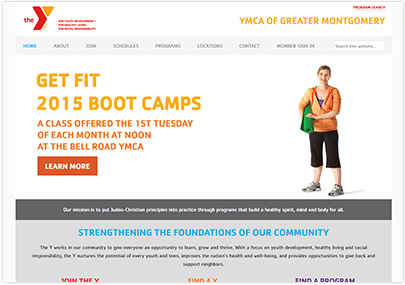 PROGRAM SEARCH
the Y
FOR YOUTH DEVELOPMENT
FOR HEALTHY LIVING
FOR SOCIAL RESPONSIBILITY
YMCA OF GREATER MONTGOMERY
HOME ABOUT JOIN SCHEDULES PROGRAMS LOCATIONS CONTACT MEMBER SIGN IN Search this website...
GET FIT
2015 BOOT CAMPS
A CLASS OFFERED THE 1ST TUESDAY
OF EACH MONTH AT NOON
AT THE BELL ROAD YMCA
LEARN MORE
Our mission is to put Judeo-Christian principles into practice through programs that build a healthy spirit, mind and body for all.
STRENGTHENING THE FOUNDATIONS OF OUR COMMUNITY
The Y works in our community to give everyone an opportunity to learn, grow and thrive. With a focus on youth development, healthy living and social
responsibility, the Y nurtures the potential of every youth and teen, improves the nation's health and well-being, and provides opportunities to give back and
support neighbors.
JOIN THE Y FIND A Y FIND A PROGRAM